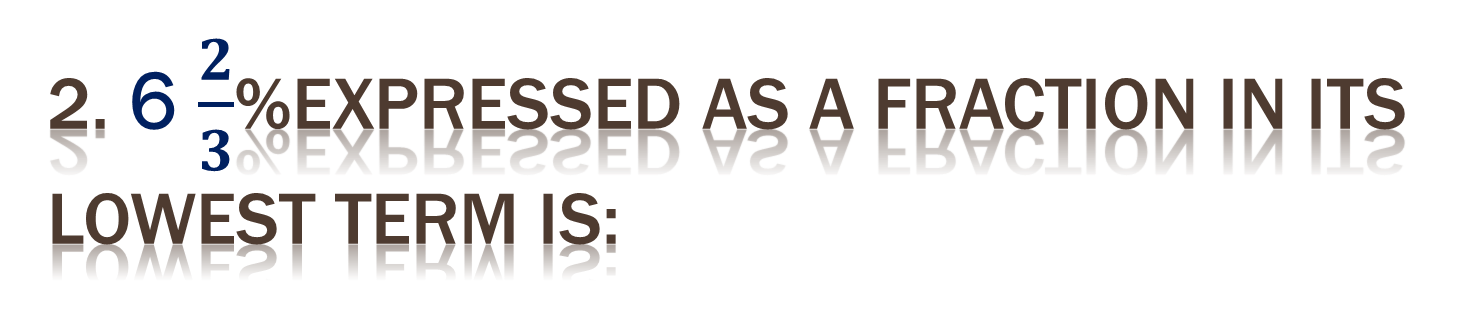 2. 6 2/3%EXPRESSED AS A FRACTION IN ITS
LOWEST TERM IS: